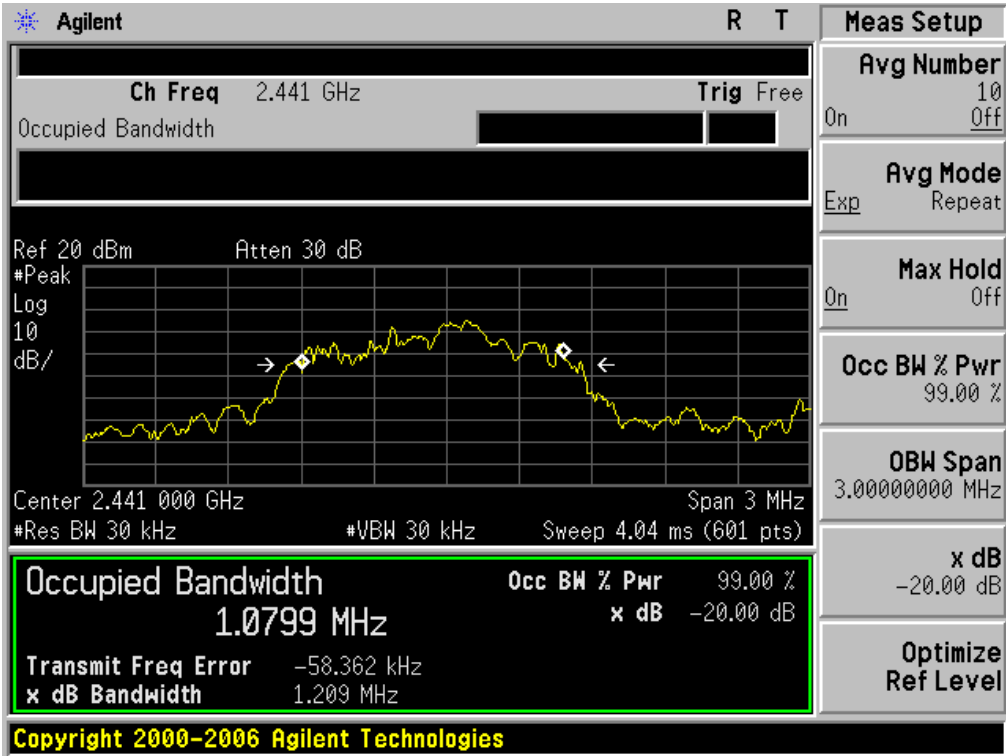 Agilent R T
Ch Freq 2.441 GHz Trig Free
Occupied Bandwidth
Ref 20 dBm Atten 30 dB
#Peak
Log
10
dB/
Center 2.441 000 GHz Span 3 MHz
#Res BW 30 kHz #VBW 30 kHz Sweep 4.04 ms (601 pts)
Occupied Bandwidth
1.0799 MHz
Occ BW % Pwr 99.00 %
x dB -20.00 dB
Transmit Freq Error -58.362 kHz
x dB Bandwidth 1.209 MHz
Copyright 2000-2006 Agilent Technologies
Meas Setup
Avg Number
10
On Off
Avg Mode
Exp Repeat
Max Hold
On Off
Occ BW % Pwr
99.00 %
OBW Span
3.00000000 MHz
x dB
-20.00 dB
Optimize
Ref Level